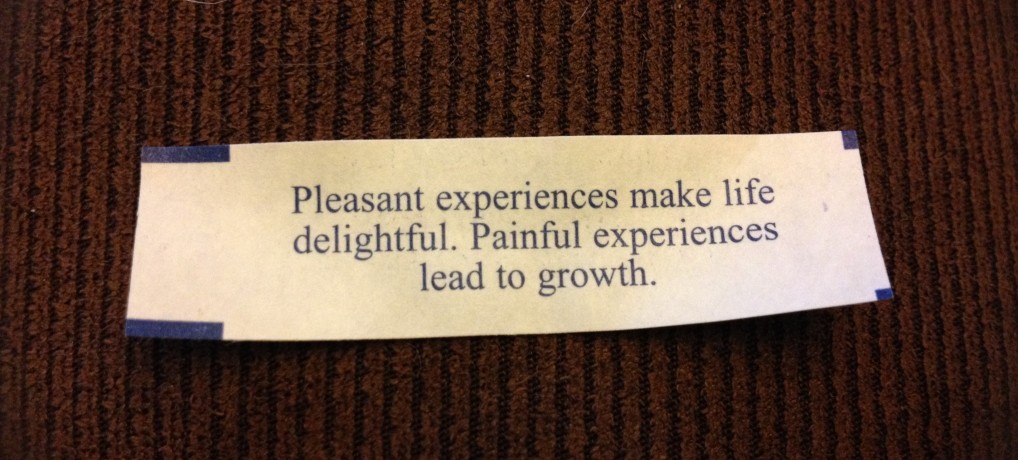 Pleasant experiences make life
delightful. Painful experiences
lead to growth.